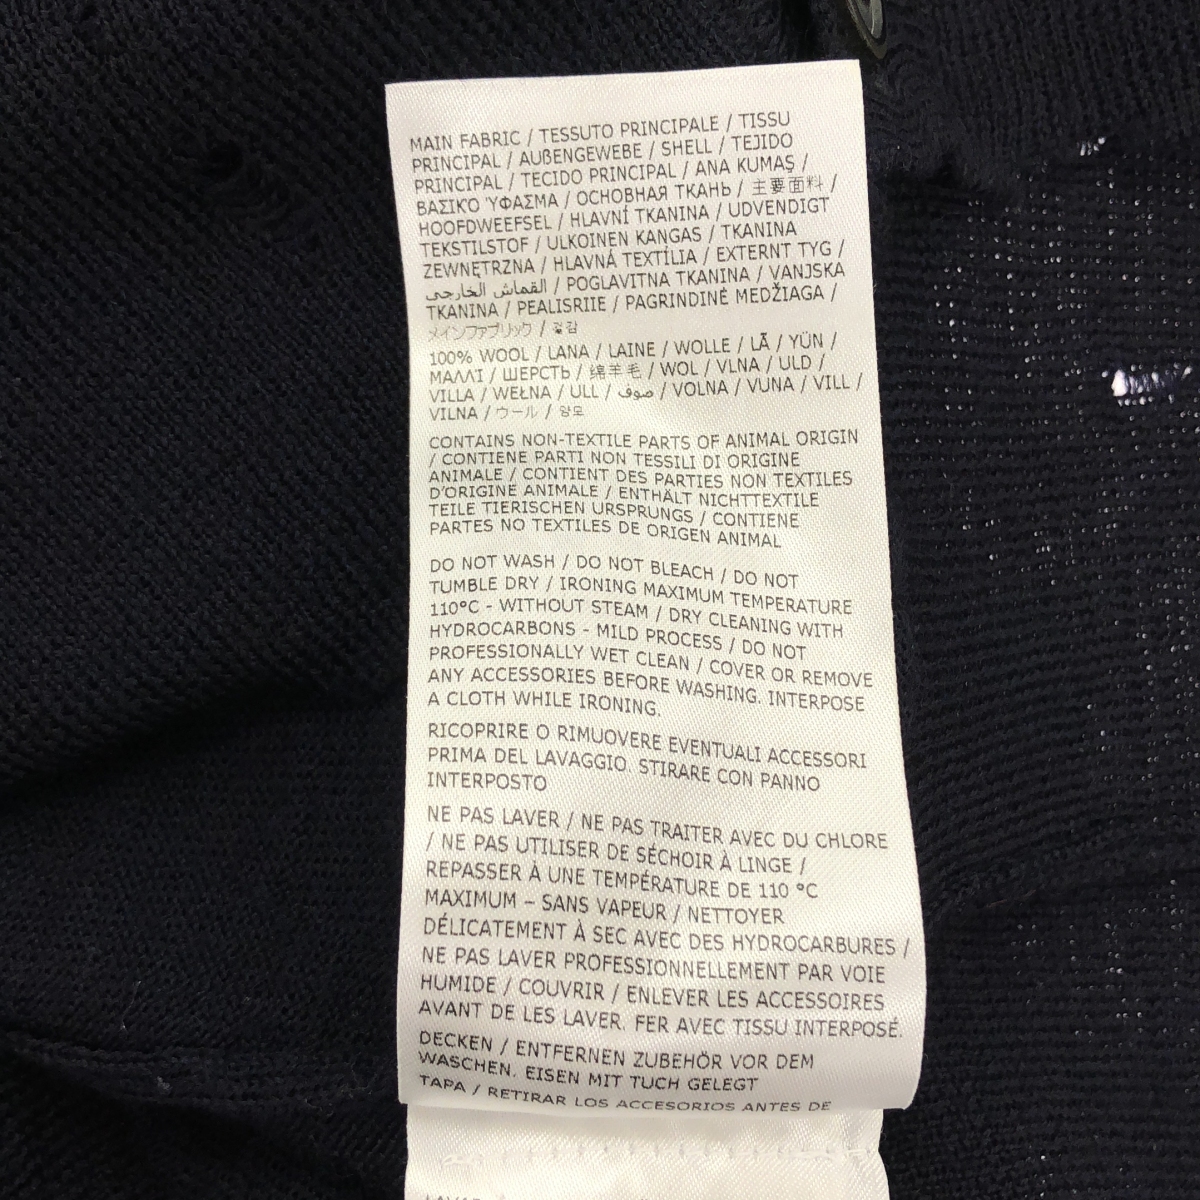 MAIN FABRIC / TESSUTO PRINCIPALE / TISSU
PRINCIPAL / AUßENGEWEBE / SHELL / TEJIDO
PRINCIPAL / TECIDO PRINCIPAL / ANA KUMAŞ /
ΒΑΣΙΚΟ ΎΦΑΣΜΑ / ОСНОВНАЯ ТКАНЬ / 主要面料 /
HOOFDWEEFSEL / HLAVNÍ TKANINA / UDVENDIGT
TEKSTILSTOF / ULKOINEN KANGAS / TKANINA
ZEWNĘTRZNA / HLAVNÁ TEXTÍLIA / EXTERNT TYG /
القماش الخارجي / POGLAVITNA TKANINA / VANJSKA
TKANINA / PEALISRIIE / PAGRINDINĖ MEDŽIAGA /
メインファブリック / 겉감
100% WOOL / LANA / LAINE / WOLLE / LÃ / YÜN /
ΜΑΛΛΙ / ШЕРСТЬ / 绵羊毛 / WOL / VLNA / ULD /
VILLA / WEŁNA / ULL / صوف / VOLNA / VUNA / VILL /
VILNA / ウール / 양모
CONTAINS NON-TEXTILE PARTS OF ANIMAL ORIGIN
/ CONTIENE PARTI NON TESSILI DI ORIGINE
ANIMALE / CONTIENT DES PARTIES NON TEXTILES
D'ORIGINE ANIMALE / ENTHÄLT NICHTTEXTILE
TEILE TIERISCHEN URSPRUNGS / CONTIENE
PARTES NO TEXTILES DE ORIGEN ANIMAL
DO NOT WASH / DO NOT BLEACH / DO NOT
TUMBLE DRY / IRONING MAXIMUM TEMPERATURE
110°C - WITHOUT STEAM / DRY CLEANING WITH
HYDROCARBONS - MILD PROCESS / DO NOT
PROFESSIONALLY WET CLEAN / COVER OR REMOVE
ANY ACCESSORIES BEFORE WASHING. INTERPOSE
A CLOTH WHILE IRONING.
RICOPRIRE O RIMUOVERE EVENTUALI ACCESSORI
PRIMA DEL LAVAGGIO. STIRARE CON PANNO
INTERPOSTO
NE PAS LAVER / NE PAS TRAITER AVEC DU CHLORE
/ NE PAS UTILISER DE SÉCHOIR À LINGE /
REPASSER À UNE TEMPÉRATURE DE 110 °C
MAXIMUM – SANS VAPEUR / NETTOYER
DÉLICATEMENT À SEC AVEC DES HYDROCARBURES /
NE PAS LAVER PROFESSIONNELLEMENT PAR VOIE
HUMIDE / COUVRIR / ENLEVER LES ACCESSOIRES
AVANT DE LES LAVER. FER AVEC TISSU INTERPOSÉ.
DECKEN / ENTFERNEN ZUBEHÖR VOR DEM
WASCHEN. EISEN MIT TUCH GELEGT
TAPA / RETIRAR LOS ACCESORIOS ANTES DE